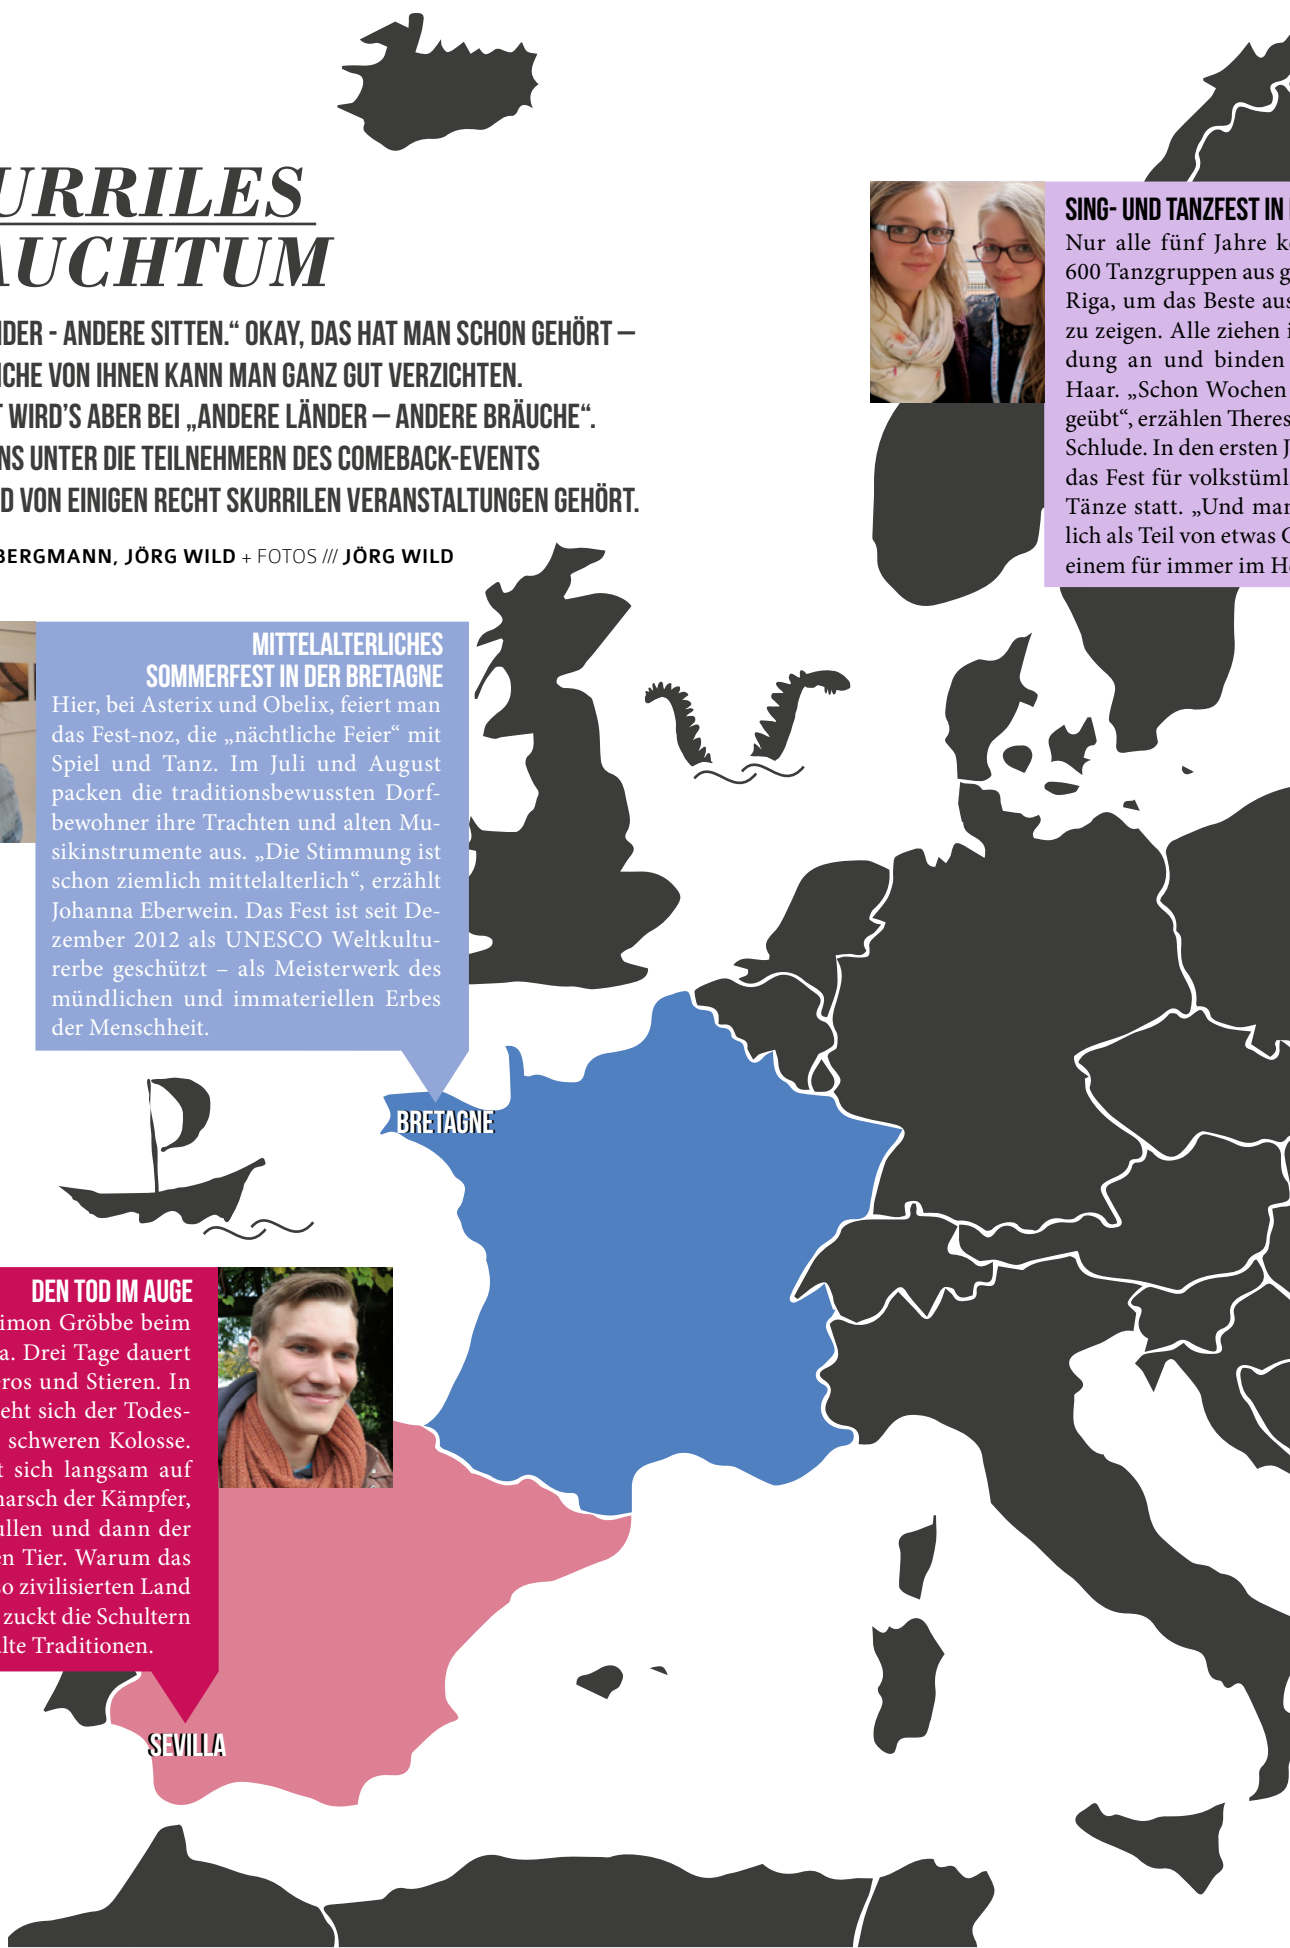 URRILES
AUCHTUM
NDER - ANDERE SITTEN.“ OKAY, DAS HAT MAN SCHON GEHÖRT –
CHE VON IHNEN KANN MAN GANZ GUT VERZICHTEN.
T WIRD’S ABER BEI „ANDERE LÄNDER – ANDERE BRÄUCHE“.
NS UNTER DIE TEILNEHMERN DES COMEBACK-EVENTS
D VON EINIGEN RECHT SKURRILEN VERANSTALTUNGEN GEHÖRT.
BERGMANN, JÖRG WILD + FOTOS /// JÖRG WILD
SING- UND TANZFEST IN
Nur alle fünf Jahre k
600 Tanzgruppen aus g
Riga, um das Beste aus
zu zeigen. Alle ziehen i
dung an und binden
Haar. „Schon Wochen
geübt“, erzählen Theres
Schlude. In den ersten J
das Fest für volkstüml
Tänze statt. „Und man
lich als Teil von etwas G
einem für immer im He
MITTELALTERLICHES
SOMMERFEST IN DER BRETAGNE
Hier, bei Asterix und Obelix, feiert man
das Fest-noz, die „nächtliche Feier“ mit
Spiel und Tanz. Im Juli und August
packen die traditionsbewussten Dorf-
bewohner ihre Trachten und alten Mu-
sikinstrumente aus. „Die Stimmung ist
schon ziemlich mittelalterlich“, erzählt
Johanna Eberwein. Das Fest ist seit De-
zember 2012 als UNESCO Weltkultu-
rerbe geschützt – als Meisterwerk des
mündlichen und immateriellen Erbes
der Menschheit.
BRETAGNE
DEN TOD IM AUGE
imon Gröbbe beim
a. Drei Tage dauert
eros und Stieren. In
eht sich der Todes-
schweren Kolosse.
t sich langsam auf
marsch der Kämpfer,
ullen und dann der
en Tier. Warum das
so zivilisierten Land
zuckt die Schultern
lte Traditionen.
SEVILLA